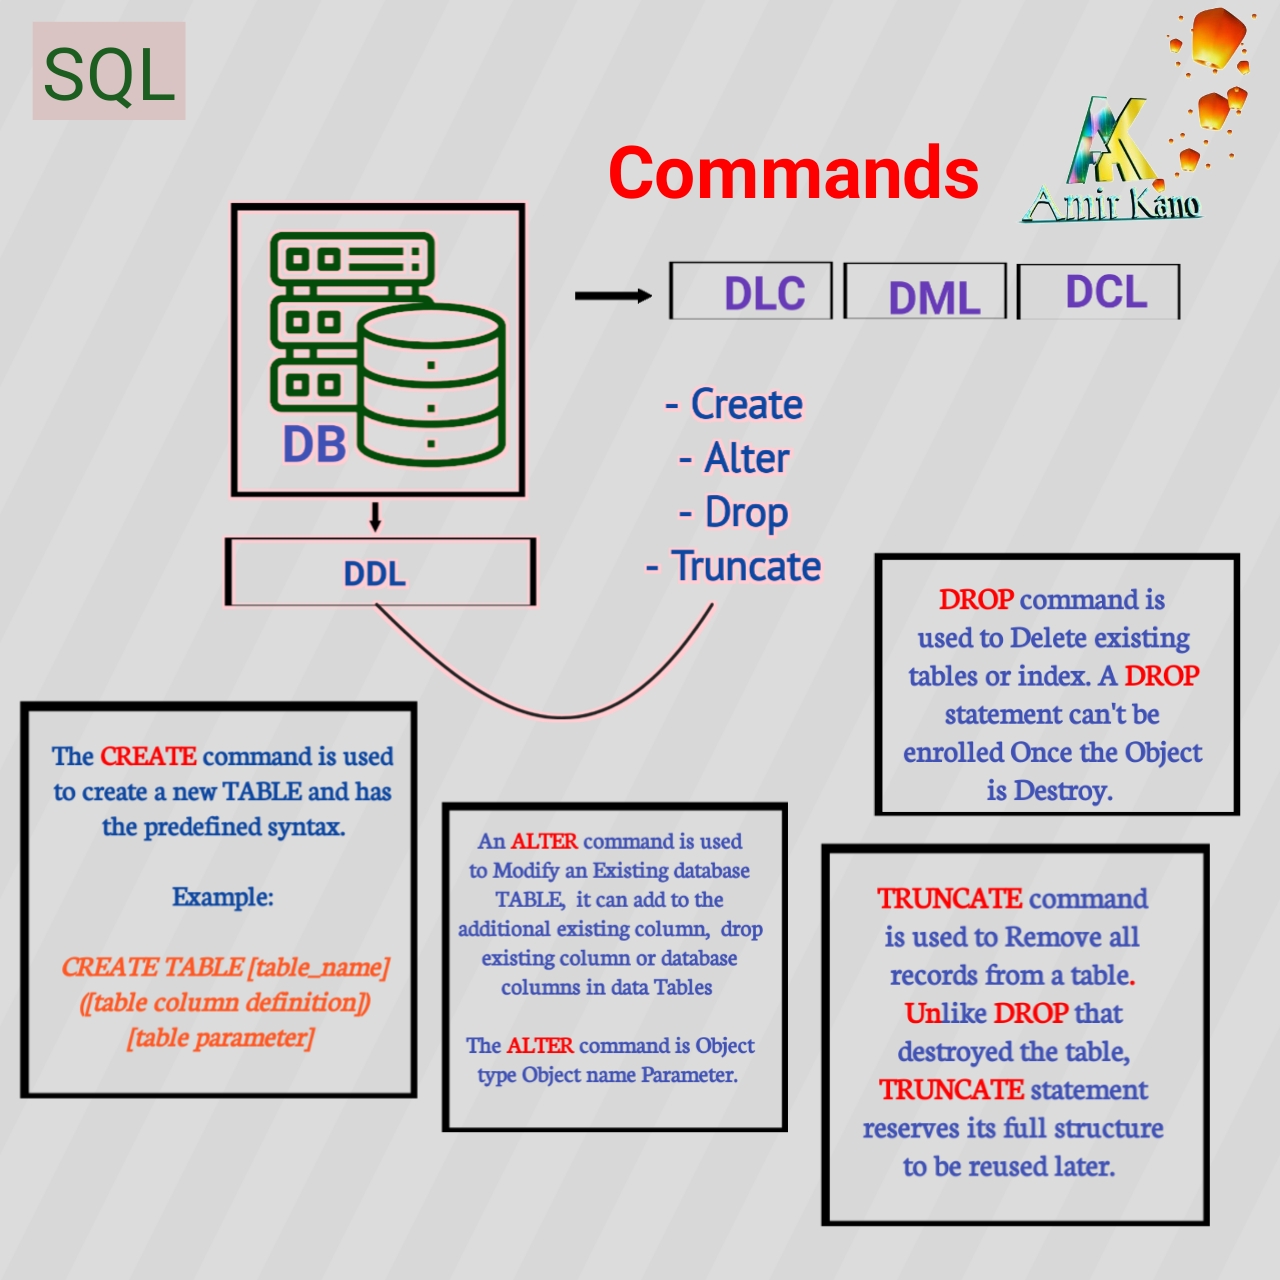 SQL
Commands
AK
Amir Kano
DLC
DML
DCL
DB
DDL
- Create
- Alter
- Drop
- Truncate
DROP command is
used to Delete existing
tables or index. A DROP
statement can't be
enrolled Once the Object
is Destroy.
The CREATE command is used
to create a new TABLE and has
the predefined syntax.
Example:
CREATE TABLE [table_name]
([table column definition])
[table parameter]
An ALTER command is used
to Modify an Existing database
TABLE, it can add to the
additional existing column, drop
existing column or database
columns in data Tables
The ALTER command is Object
type Object name Parameter.
TRUNCATE command
is used to Remove all
records from a table.
Unlike DROP that
destroyed the table,
TRUNCATE statement
reserves its full structure
to be reused later.